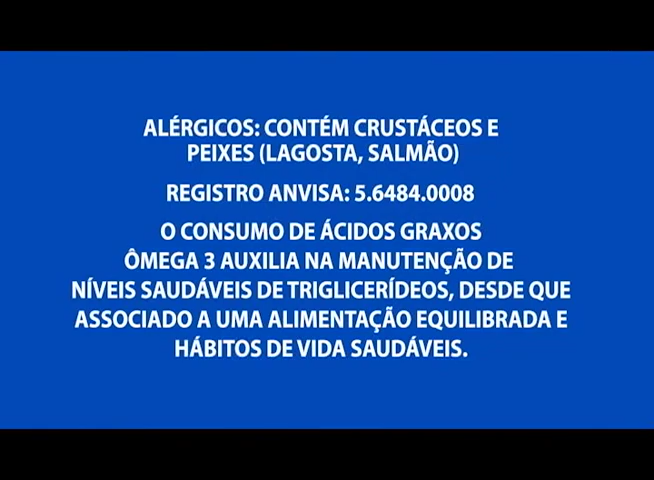 ALÉRGICOS: CONTÉM CRUSTÁCEOS E
PEIXES (LAGOSTA, SALMÃO)
REGISTRO ANVISA: 5.6484.0008
O CONSUMO DE ÁCIDOS GRAXOS
ÔMEGA 3 AUXILIA NA MANUTENÇÃO DE
NÍVEIS SAUDÁVEIS DE TRIGLICERÍDEOS, DESDE QUE
ASSOCIADO A UMA ALIMENTAÇÃO EQUILIBRADA E
HÁBITOS DE VIDA SAUDÁVEIS.